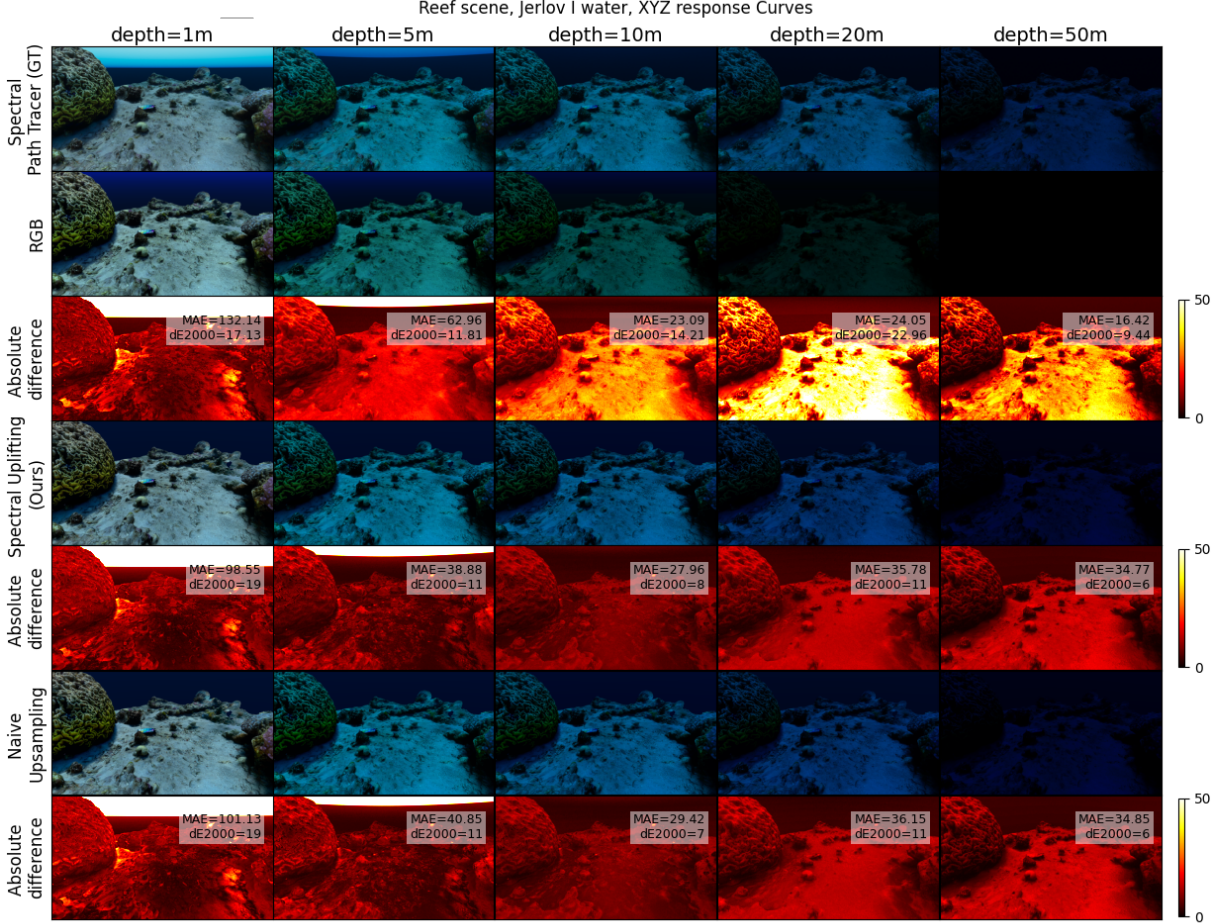 Reef scene, Jerlov I water, XYZ response Curves
depth=1m
depth=5m
depth=10m
depth=20m
depth=50m
Spectral
Path Tracer (GT)
RGB
Absolute
difference
MAE=132.14
dE2000=17.13
MAE=62.96
dE2000=11.81
MAE=23.09
dE2000=14.21
MAE=24.05
dE2000=22.96
MAE=16.42
dE2000=9.44
50
0
Spectral Uplifting
(Ours)
Absolute
difference
MAE=98.55
dE2000=19
MAE=38.88
dE2000=11
MAE=27.96
dE2000=8
MAE=35.78
dE2000=11
MAE=34.77
dE2000=6
50
0
Naive
Upsampling
Absolute
difference
MAE=101.13
dE2000=19
MAE=40.85
dE2000=11
MAE=29.42
dE2000=7
MAE=36.15
dE2000=11
MAE=34.85
dE2000=6
50
0